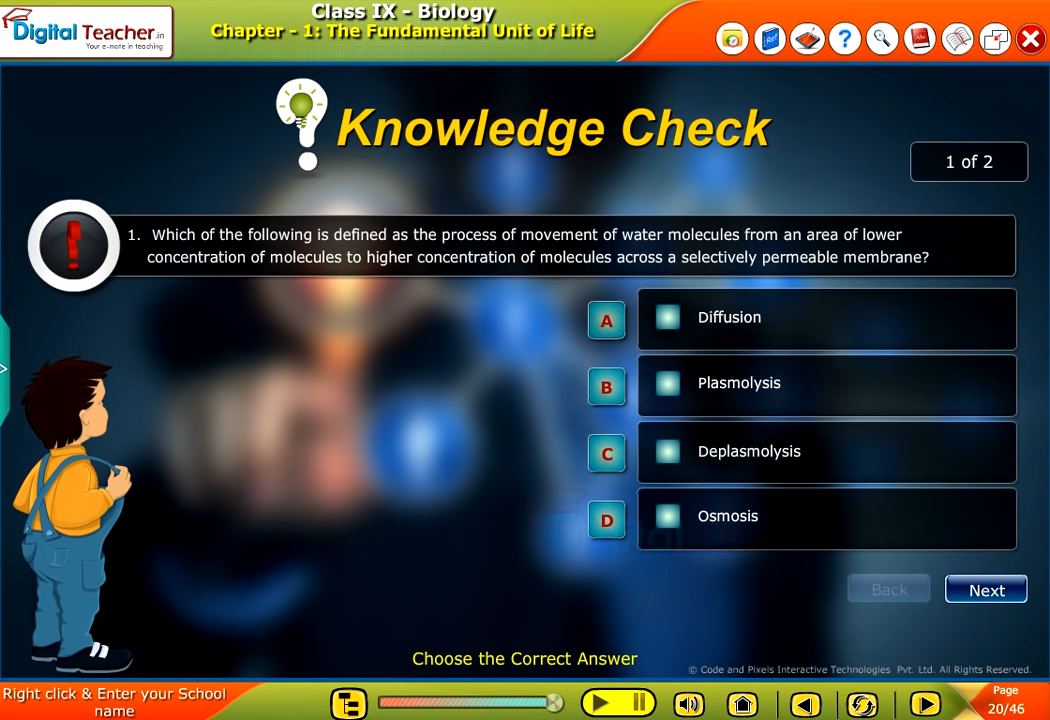 Digital Teacher.in
Your e-mate in teaching
Class IX - Biology
Chapter - 1: The Fundamental Unit of Life
Ref
?
Knowledge Check
1 of 2
1. Which of the following is defined as the process of movement of water molecules from an area of lower
concentration of molecules to higher concentration of molecules across a selectively permeable membrane?
A Diffusion
B Plasmolysis
C Deplasmolysis
D Osmosis
Back Next
Choose the Correct Answer
© Code and Pixels Interactive Technologies Pvt. Ltd. All Rights Reserved.
Right click & Enter your School
name
Page
20/46